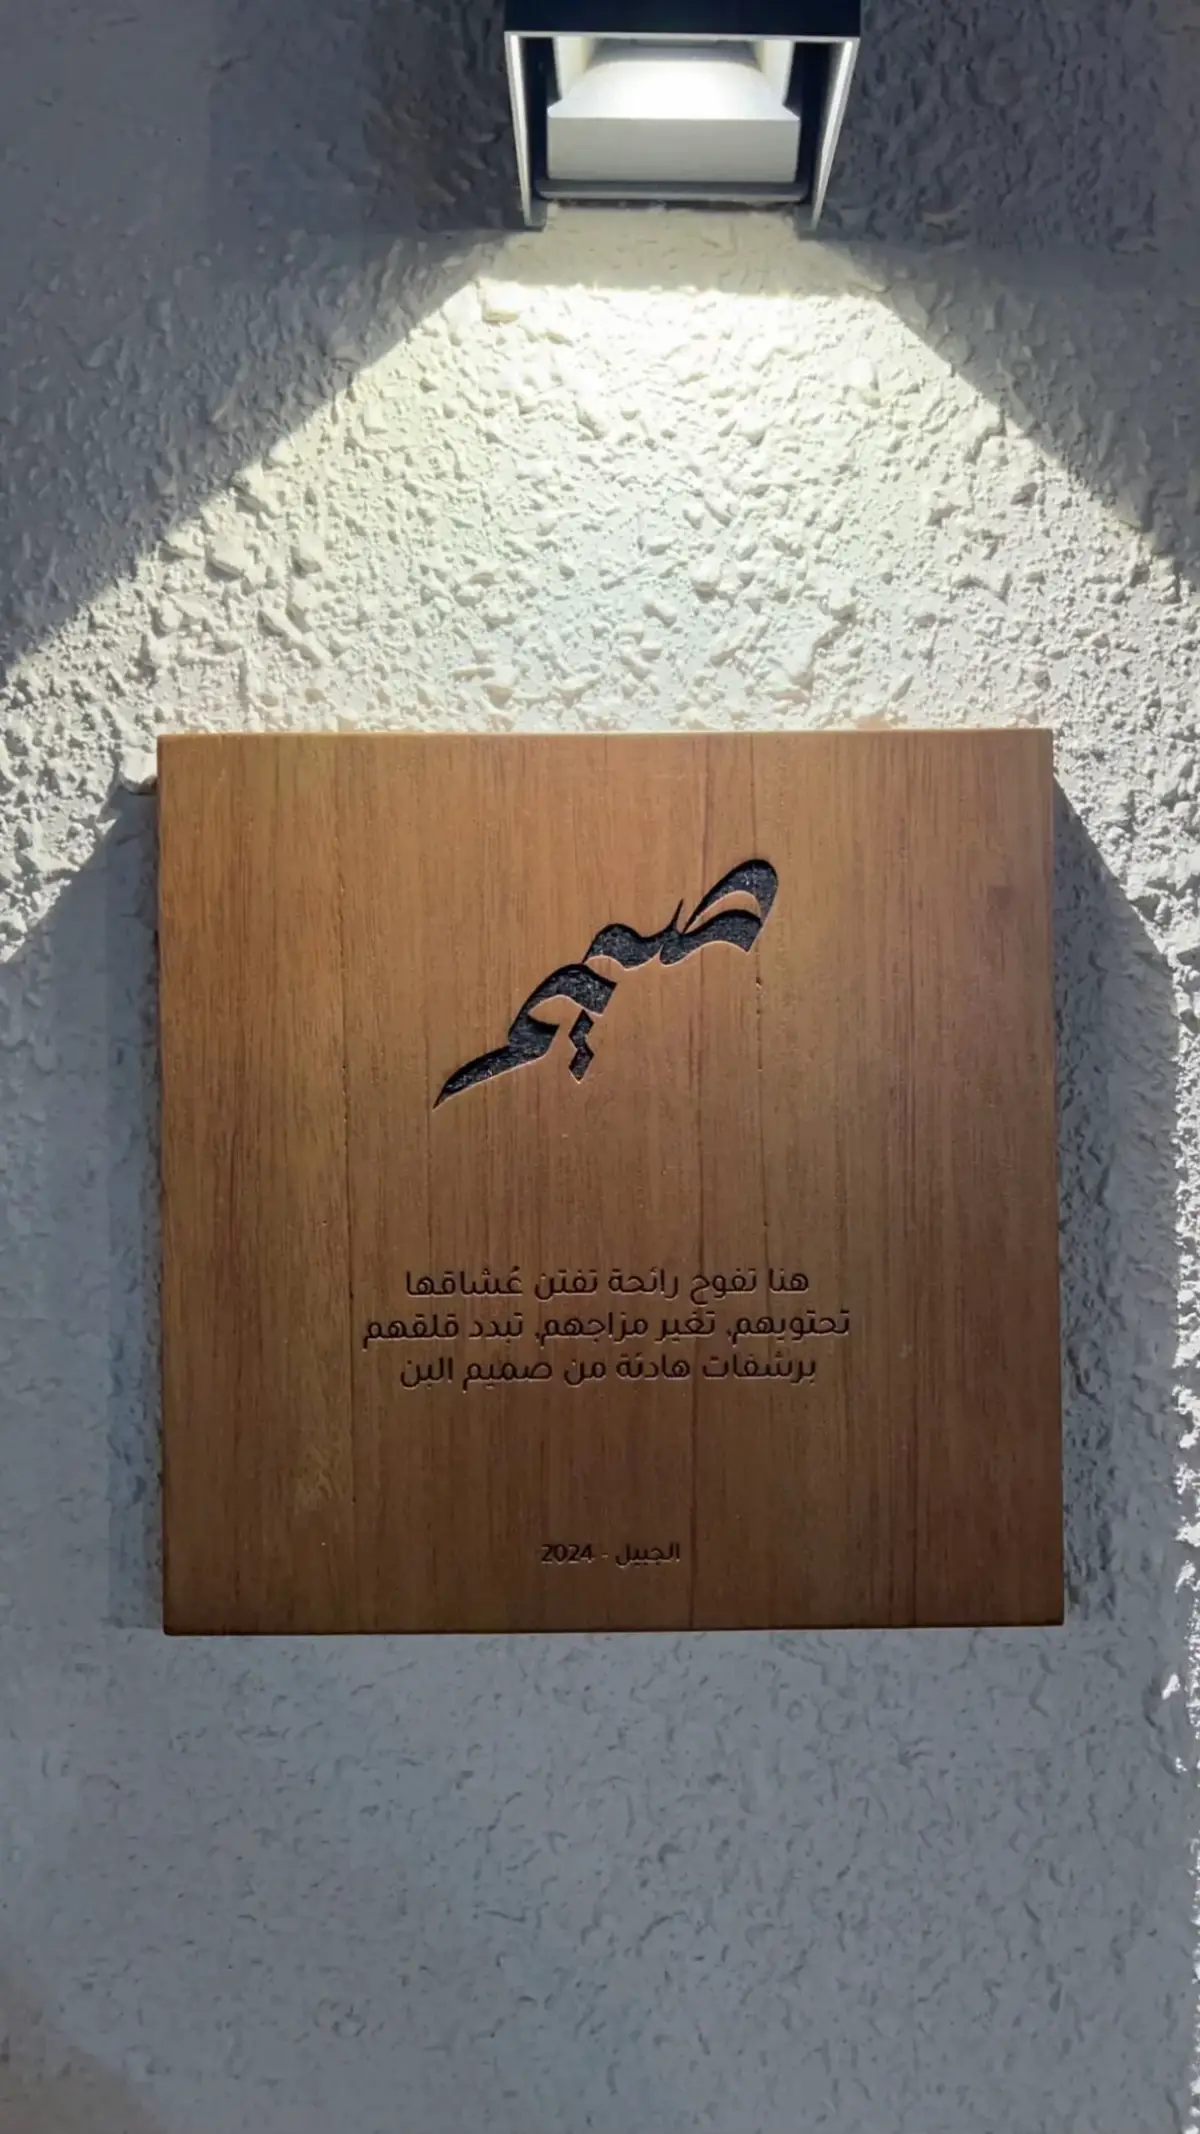 صميم
هنا تفوح رائحة تفتن عُشاقها
تحتويهم, تغير مزاجهم, تبدد قلقهم
برشفات هادئة من صميم البن
الجبيل - 2024